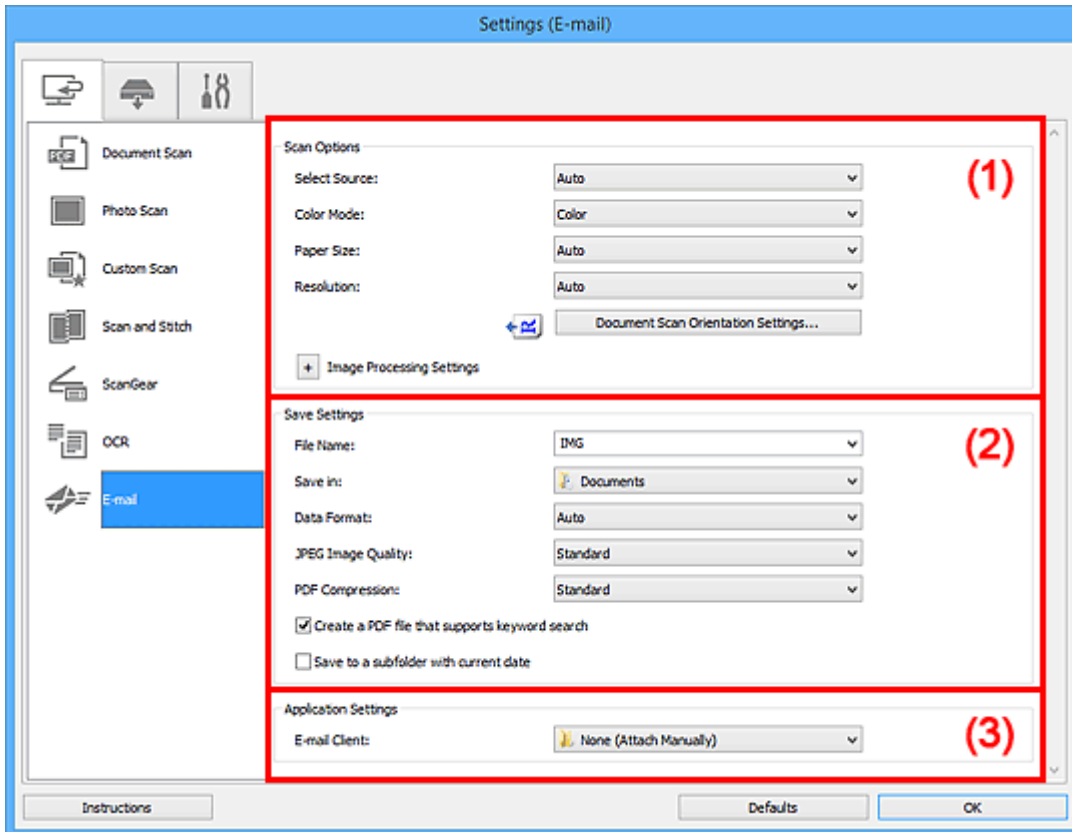 Settings (E-mail)
Document Scan
Photo Scan
Custom Scan
Scan and Stitch
ScanGear
OCR
E-mail
Scan Options
(1)
Select Source: Auto
Color Mode: Color
Paper Size: Auto
Resolution: Auto
Document Scan Orientation Settings...
+ Image Processing Settings
Save Settings
(2)
File Name: IMG
Save in: Documents
Data Format: Auto
JPEG Image Quality: Standard
PDF Compression: Standard
Create a PDF file that supports keyword search
Save to a subfolder with current date
Application Settings
(3)
E-mail Client: None (Attach Manually)
Instructions Defaults OK